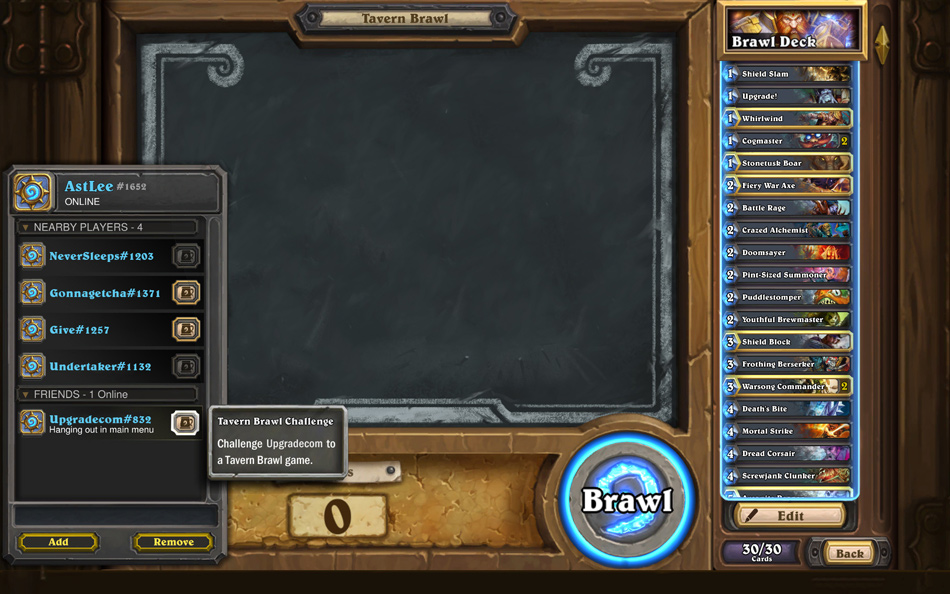 Tavern Brawl
AstLee #1652
ONLINE
NEARBY PLAYERS - 4
NeverSleeps#1203
Gonnagetcha#1371
Give#1257
Undertaker#1132
FRIENDS - 1 Online
Upgradecom#832
Hanging out in main menu
Add
Remove
Tavern Brawl Challenge
Challenge Upgradecom to
a Tavern Brawl game.
0
Brawl
Brawl Deck
1 Shield Slam
1 Upgrade!
1 Whirlwind
1 Cogmaster 2
1 Stonetusk Boar
2 Fiery War Axe
2 Battle Rage
2 Crazed Alchemist
2 Doomsayer
2 Pint-Sized Summoner
2 Puddlestomper
2 Youthful Brewmaster
3 Shield Block
3 Frothing Berserker
3 Warsong Commander 2
4 Death's Bite
4 Mortal Strike
4 Dread Corsair
4 Screwjank Clunker
Edit
30/30
Cards
Back